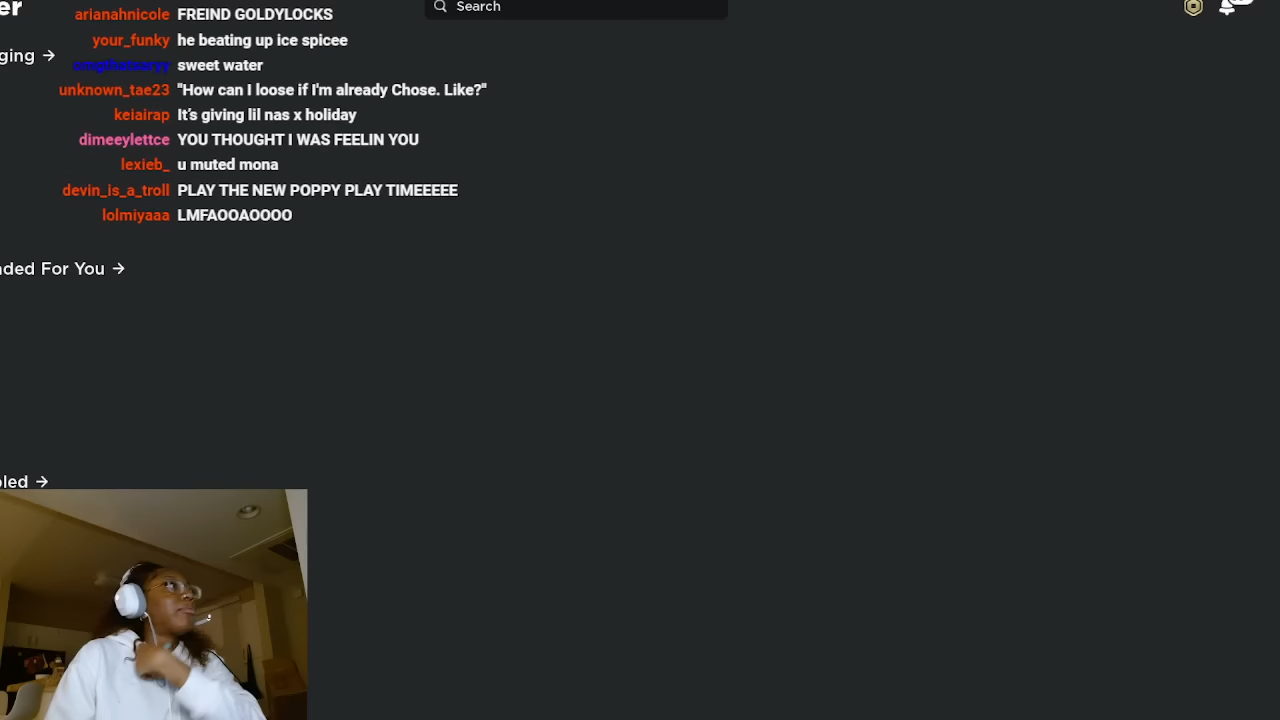 er
Search
arianahnicole FREIND GOLDYLOCKS
your_funky he beating up ice spicee
ging →
sweet water
unknown_tae23 "How can I loose if I'm already Chose. Like?"
keiairap It's giving lil nas x holiday
dimeeylettce YOU THOUGHT I WAS FEELIN YOU
lexieb_ u muted mona
devin_is_a_troll PLAY THE NEW POPPY PLAY TIMEEEEE
lolmiyaaa LMFAOOAOOOO
ded For You →
led →